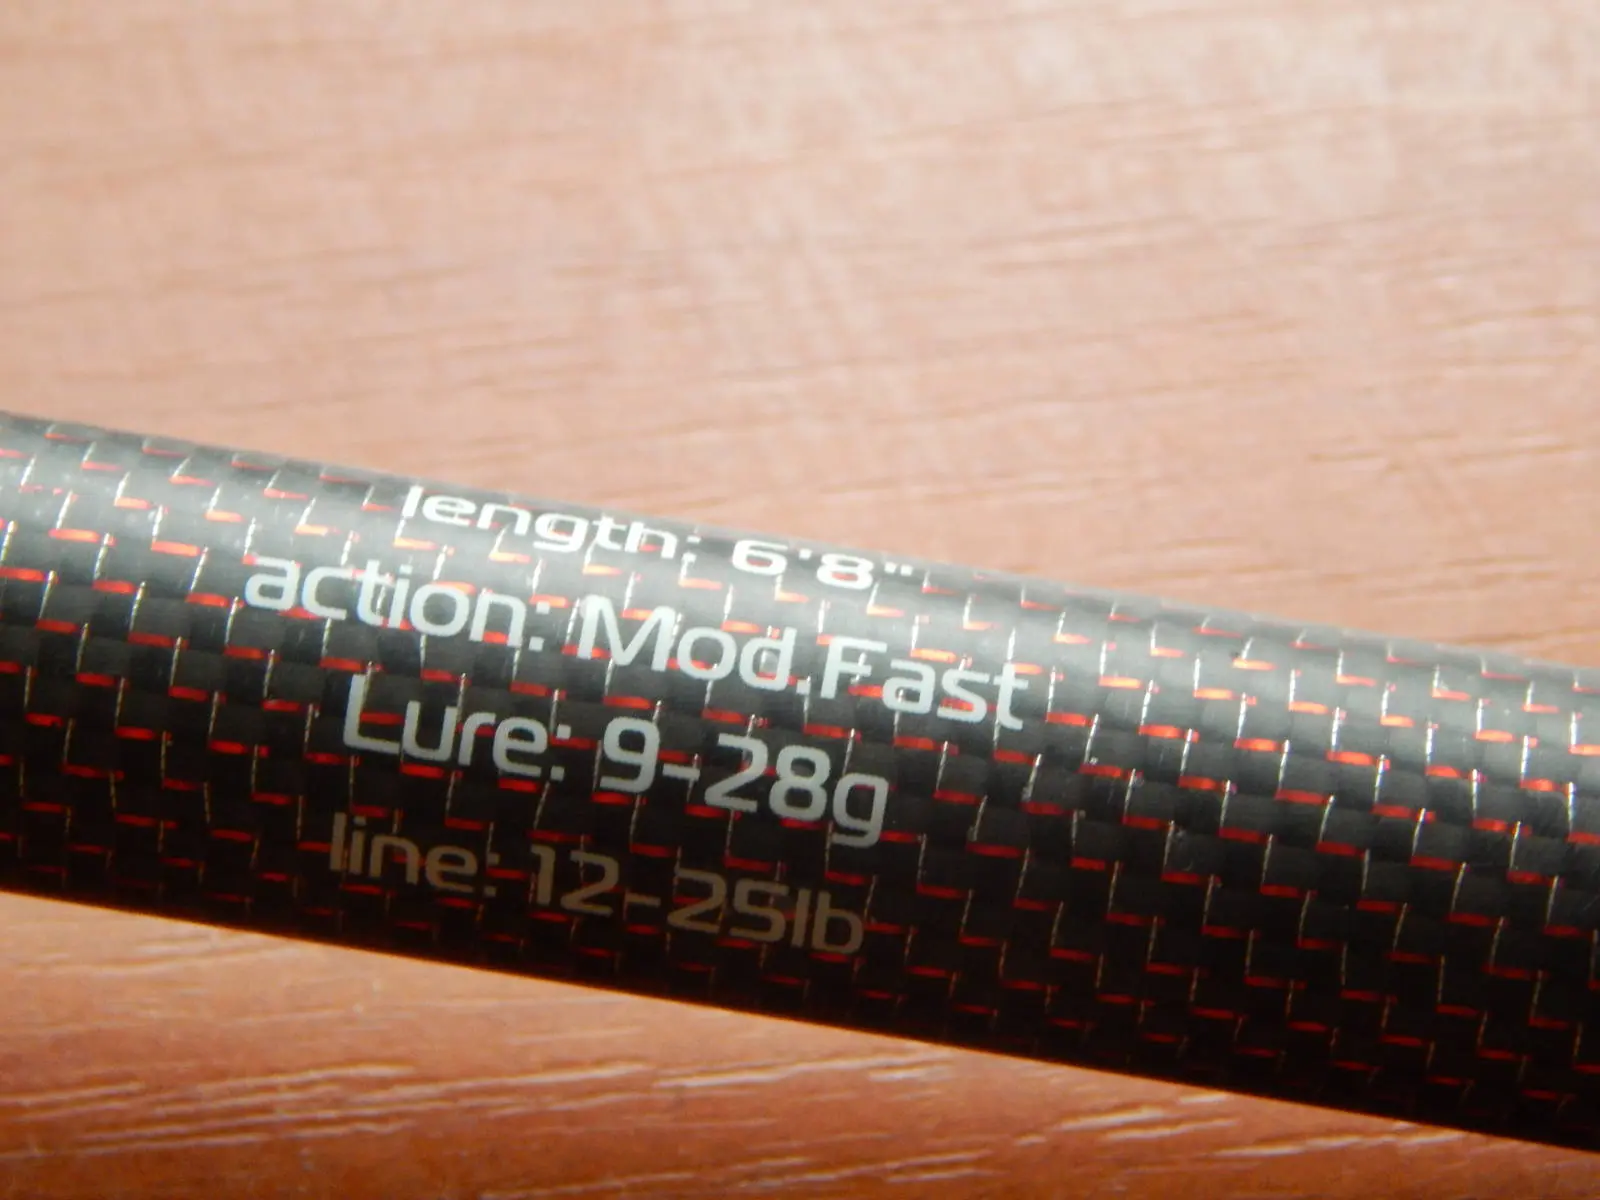 length: 6'8"
action: Mod.Fast
Lure: 9-28g
line: 12-25lb